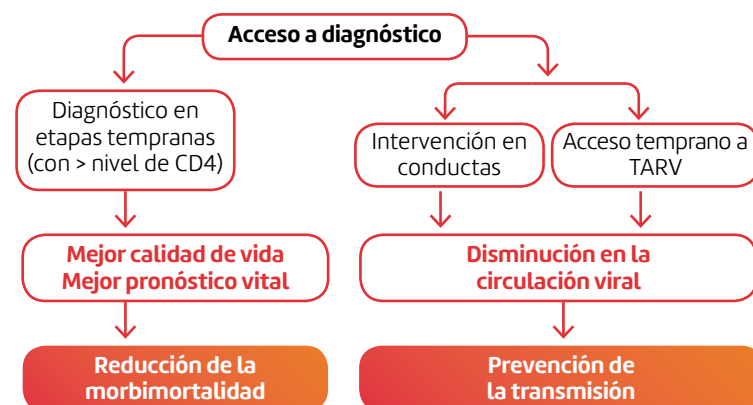 Acceso a diagnóstico
Diagnóstico en
etapas tempranas
(con > nivel de CD4)
Intervención en
conductas
Acceso temprano a
TARV
Mejor calidad de vida
Mejor pronóstico vital
Disminución en la
circulación viral
Reducción de la
morbimortalidad
Prevención de
la transmisión